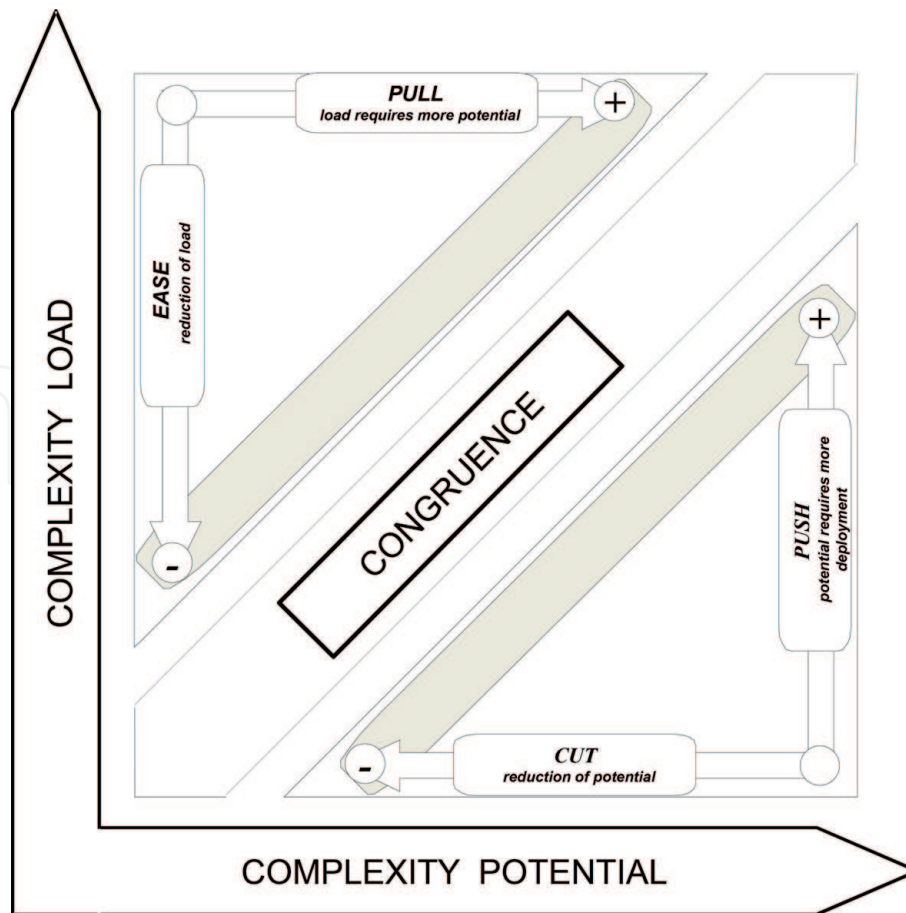 PULL
load requires more potential
+
EASE
reduction of load
-
COMPLEXITY LOAD
CONGRUENCE
+
PUSH
potential requires more
deployment
-
CUT
reduction of potential
COMPLEXITY POTENTIAL